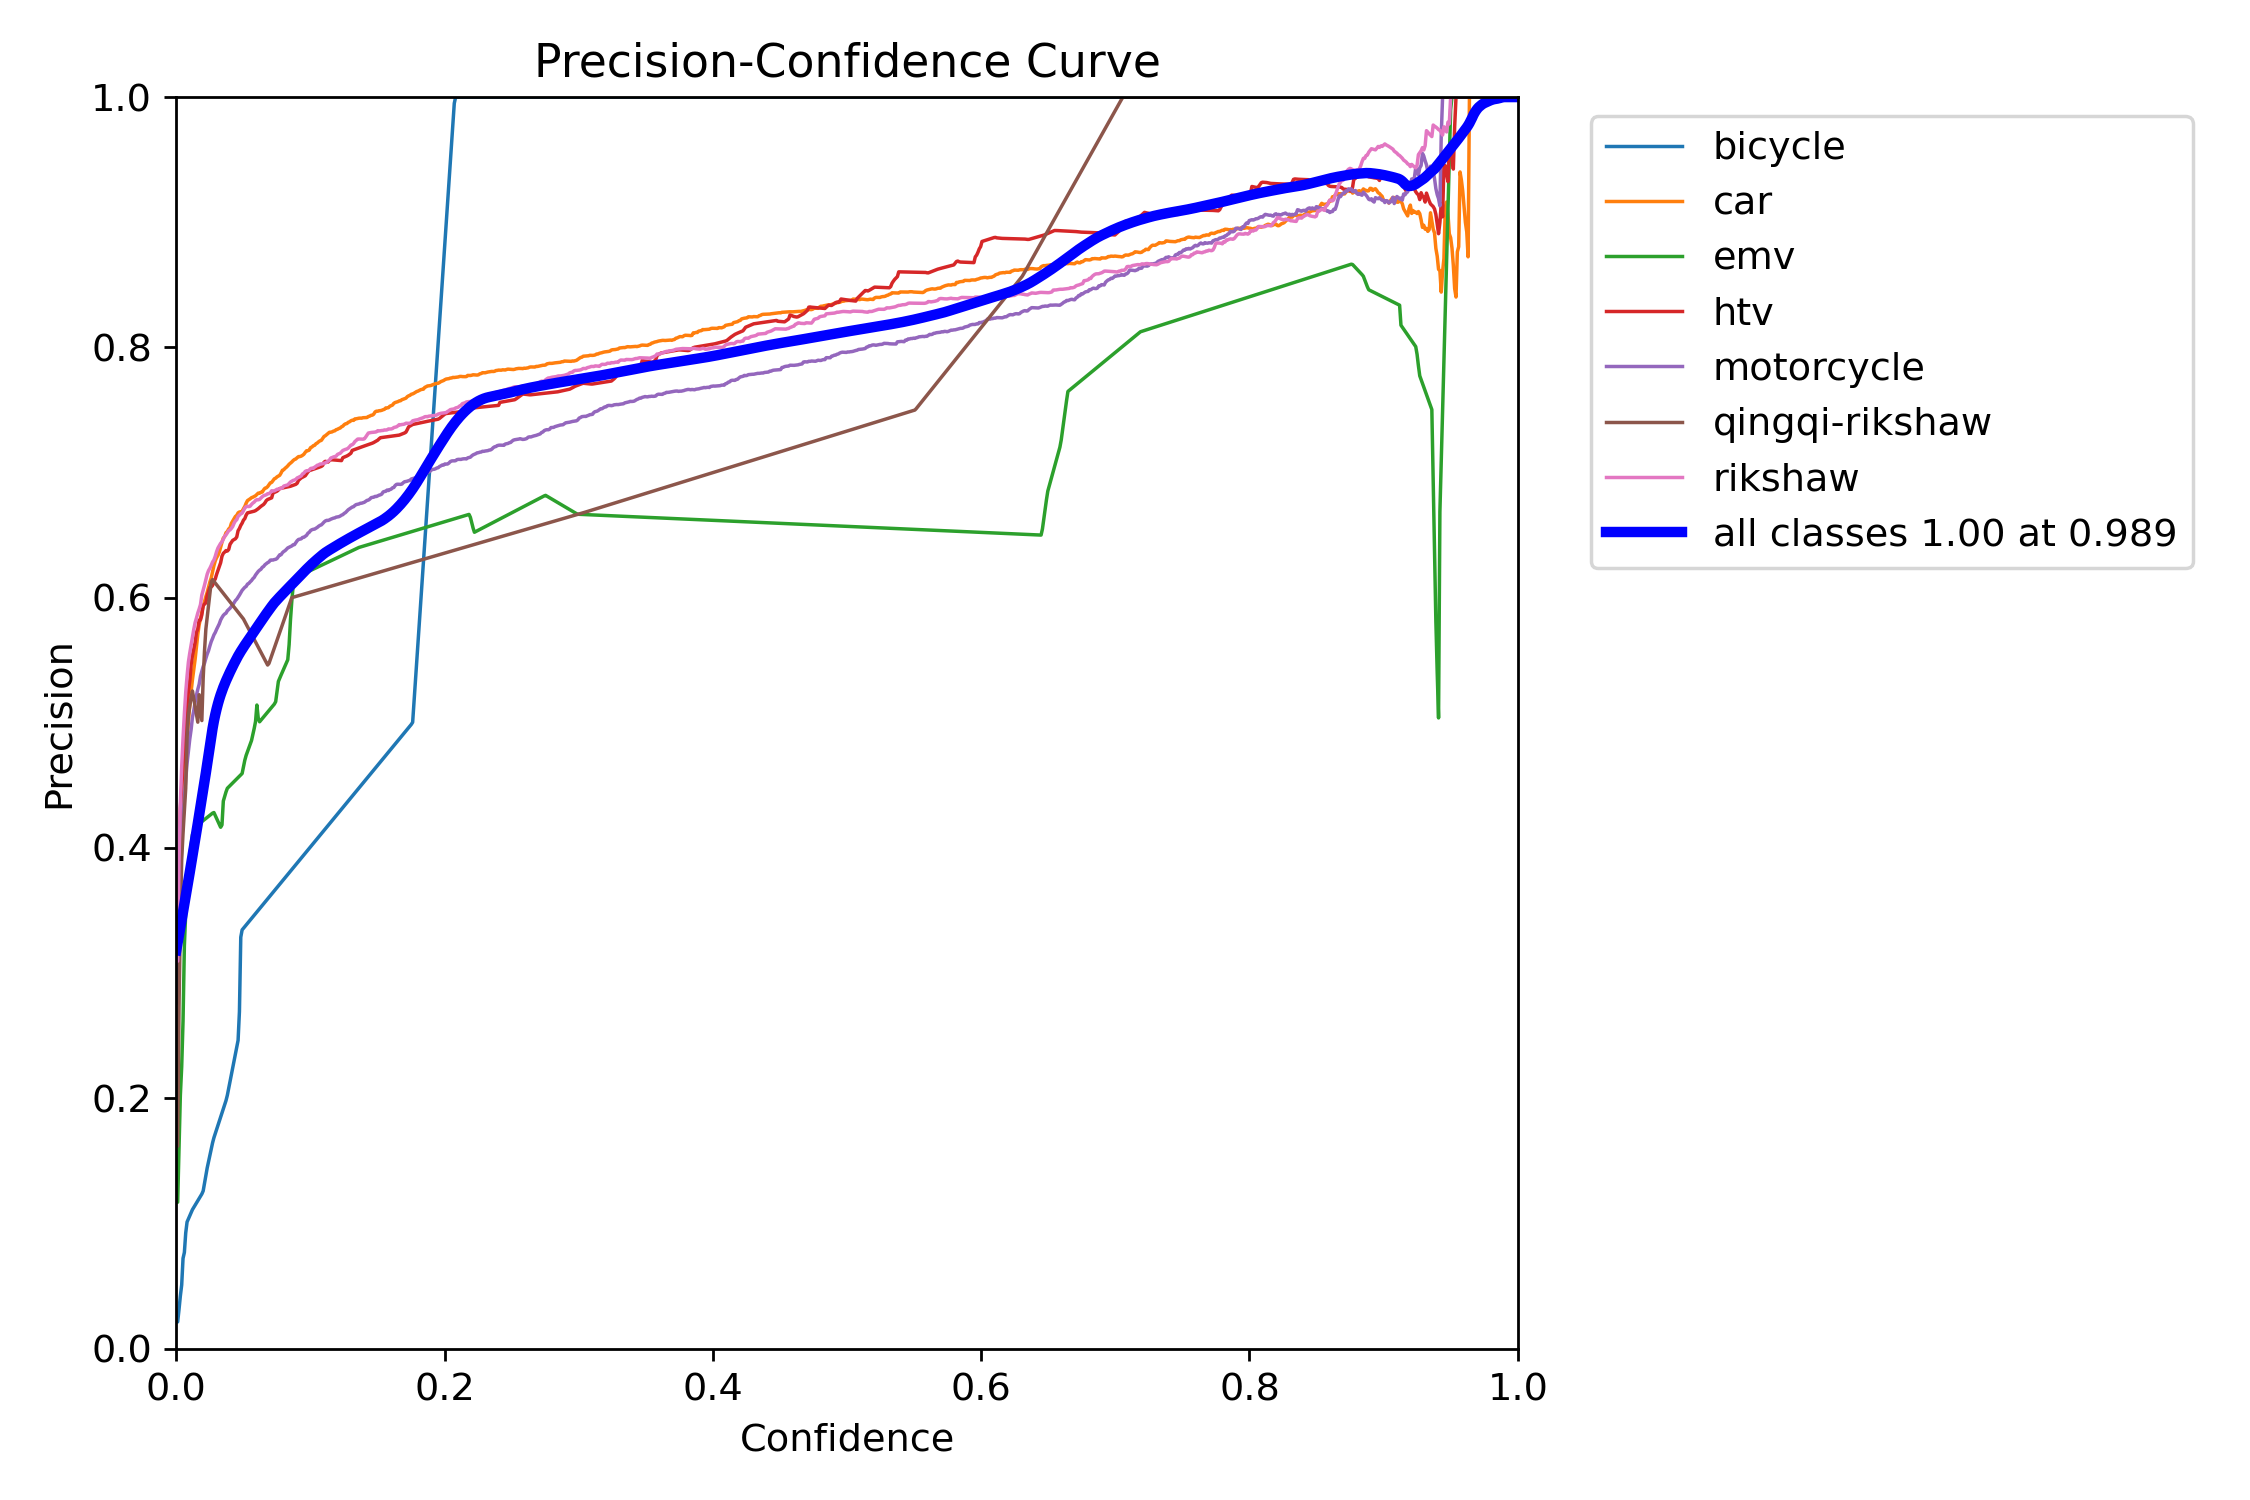 Precision-Confidence Curve
1.0
0.8
0.6
0.4
0.2
0.0
Precision
0.0 0.2 0.4 0.6 0.8 1.0
Confidence
bicycle
car
emv
htv
motorcycle
qingqi-rikshaw
rikshaw
all classes 1.00 at 0.989